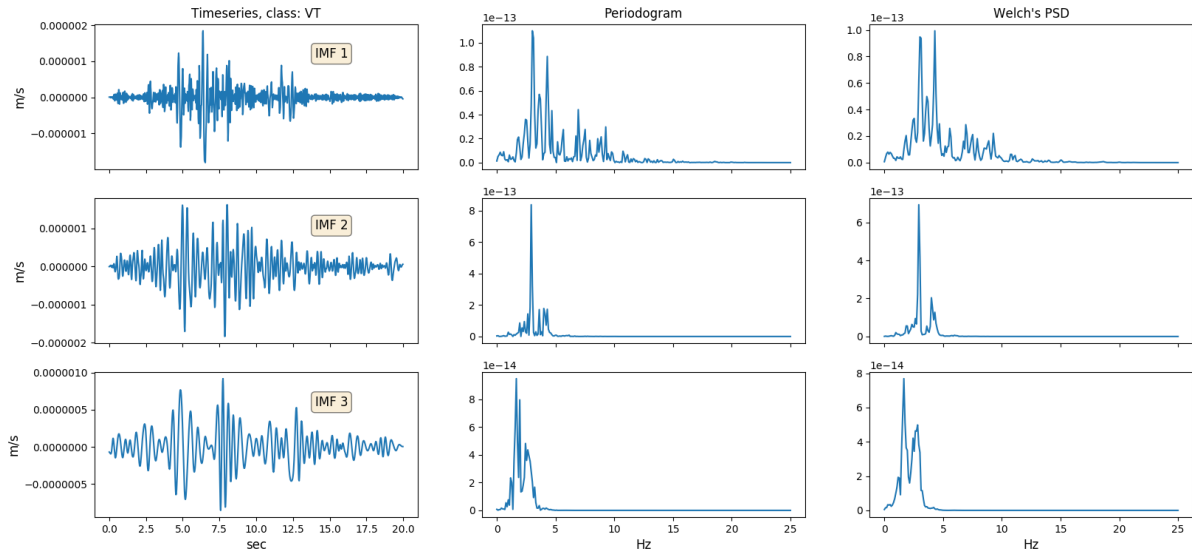 Timeseries, class: VT
Periodogram
Welch's PSD
0.000002
0.000001
0.000000
−0.000001
m/s
IMF 1
1e−13
1.0
0.8
0.6
0.4
0.2
0.0
1e−13
1.0
0.8
0.6
0.4
0.2
0.0
0.000001
0.000000
−0.000001
−0.000002
m/s
IMF 2
1e−13
8
6
4
2
0
1e−13
6
4
2
0
0.0000010
0.0000005
0.0000000
−0.0000005
m/s
IMF 3
0.0 2.5 5.0 7.5 10.0 12.5 15.0 17.5 20.0
sec
1e−14
8
6
4
2
0
0 5 10 15 20 25
Hz
1e−14
8
6
4
2
0
0 5 10 15 20 25
Hz